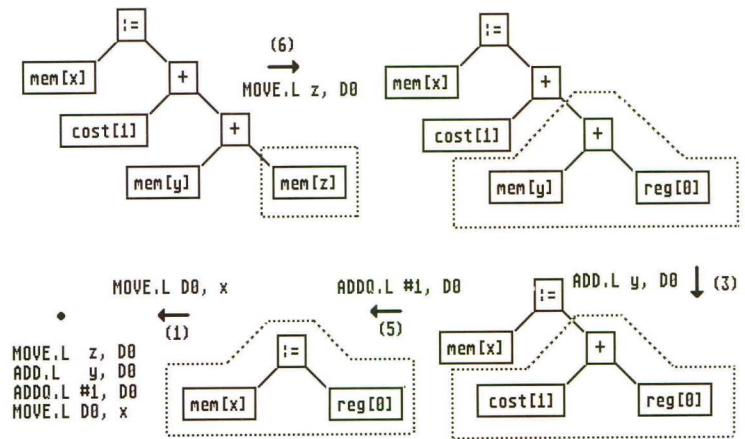 :=
(6)
mem[x]
+
MOVE.L z, D0
cost[1]
+
mem[y]
mem[z]
:=
mem[x]
+
cost[1]
+
mem[y]
reg[0]
ADD.L y, D0
(3)
:=
mem[x]
+
cost[1]
reg[0]
ADDQ.L #1, D0
(5)
:=
mem[x]
reg[0]
MOVE.L D0, x
(1)
MOVE.L z, D0
ADD.L y, D0
ADDQ.L #1, D0
MOVE.L D0, x